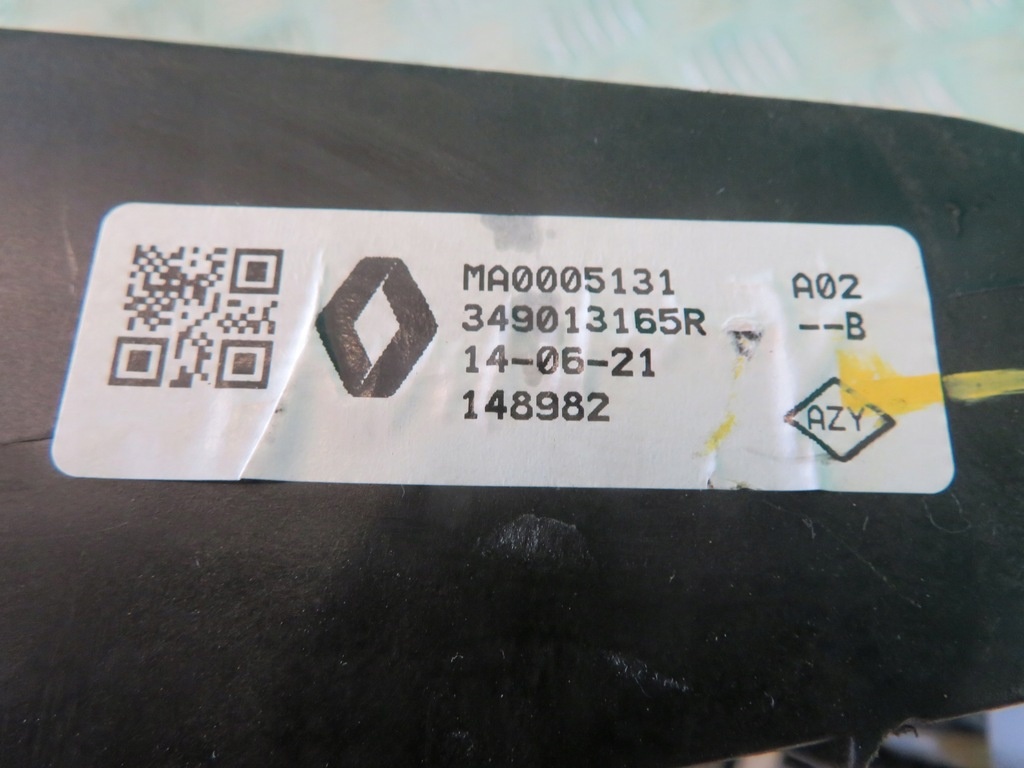 MA0005131 A02
349013165R --B
14-06-21
148982
AZY